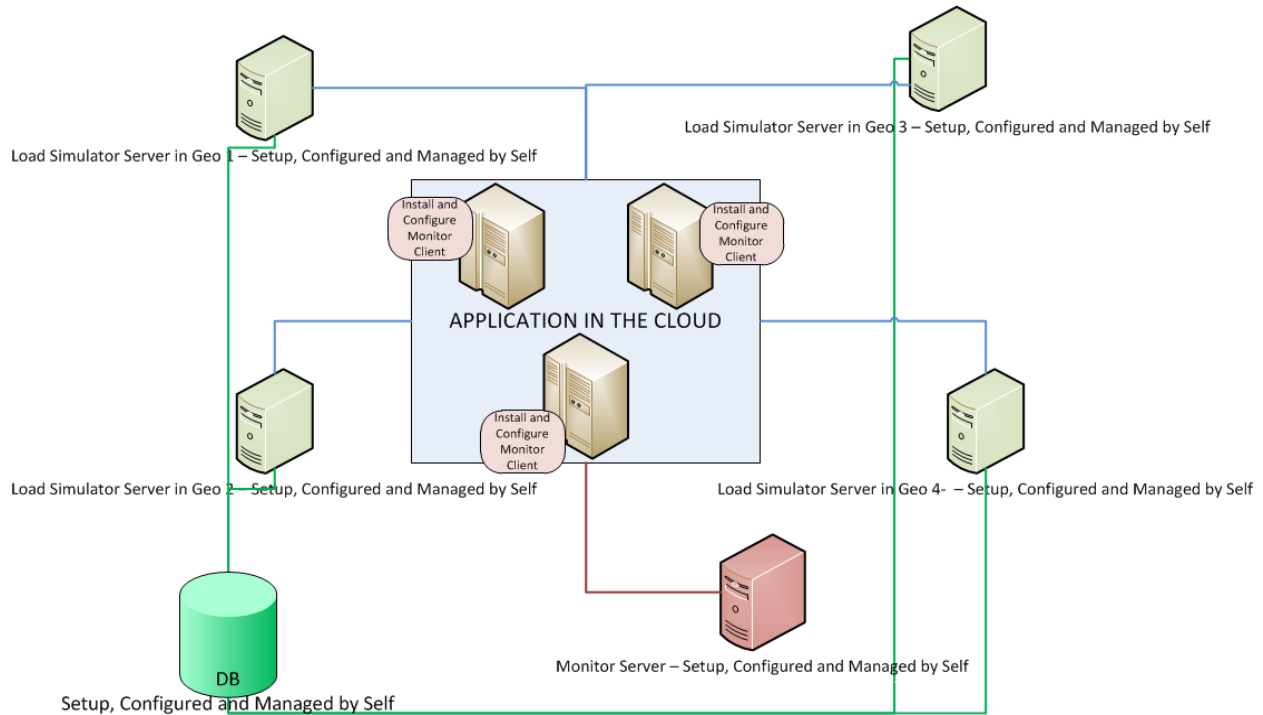 Load Simulator Server in Geo 3 – Setup, Configured and Managed by Self
Load Simulator Server in Geo 1 – Setup, Configured and Managed by Self
Install and
Configure
Monitor
Client
Install and
Configure
Monitor
Client
APPLICATION IN THE CLOUD
Install and
Configure
Monitor
Client
Load Simulator Server in Geo 2 – Setup, Configured and Managed by Self
Load Simulator Server in Geo 4-  – Setup, Configured and Managed by Self
Monitor Server – Setup, Configured and Managed by Self
DB
Setup, Configured and Managed by Self